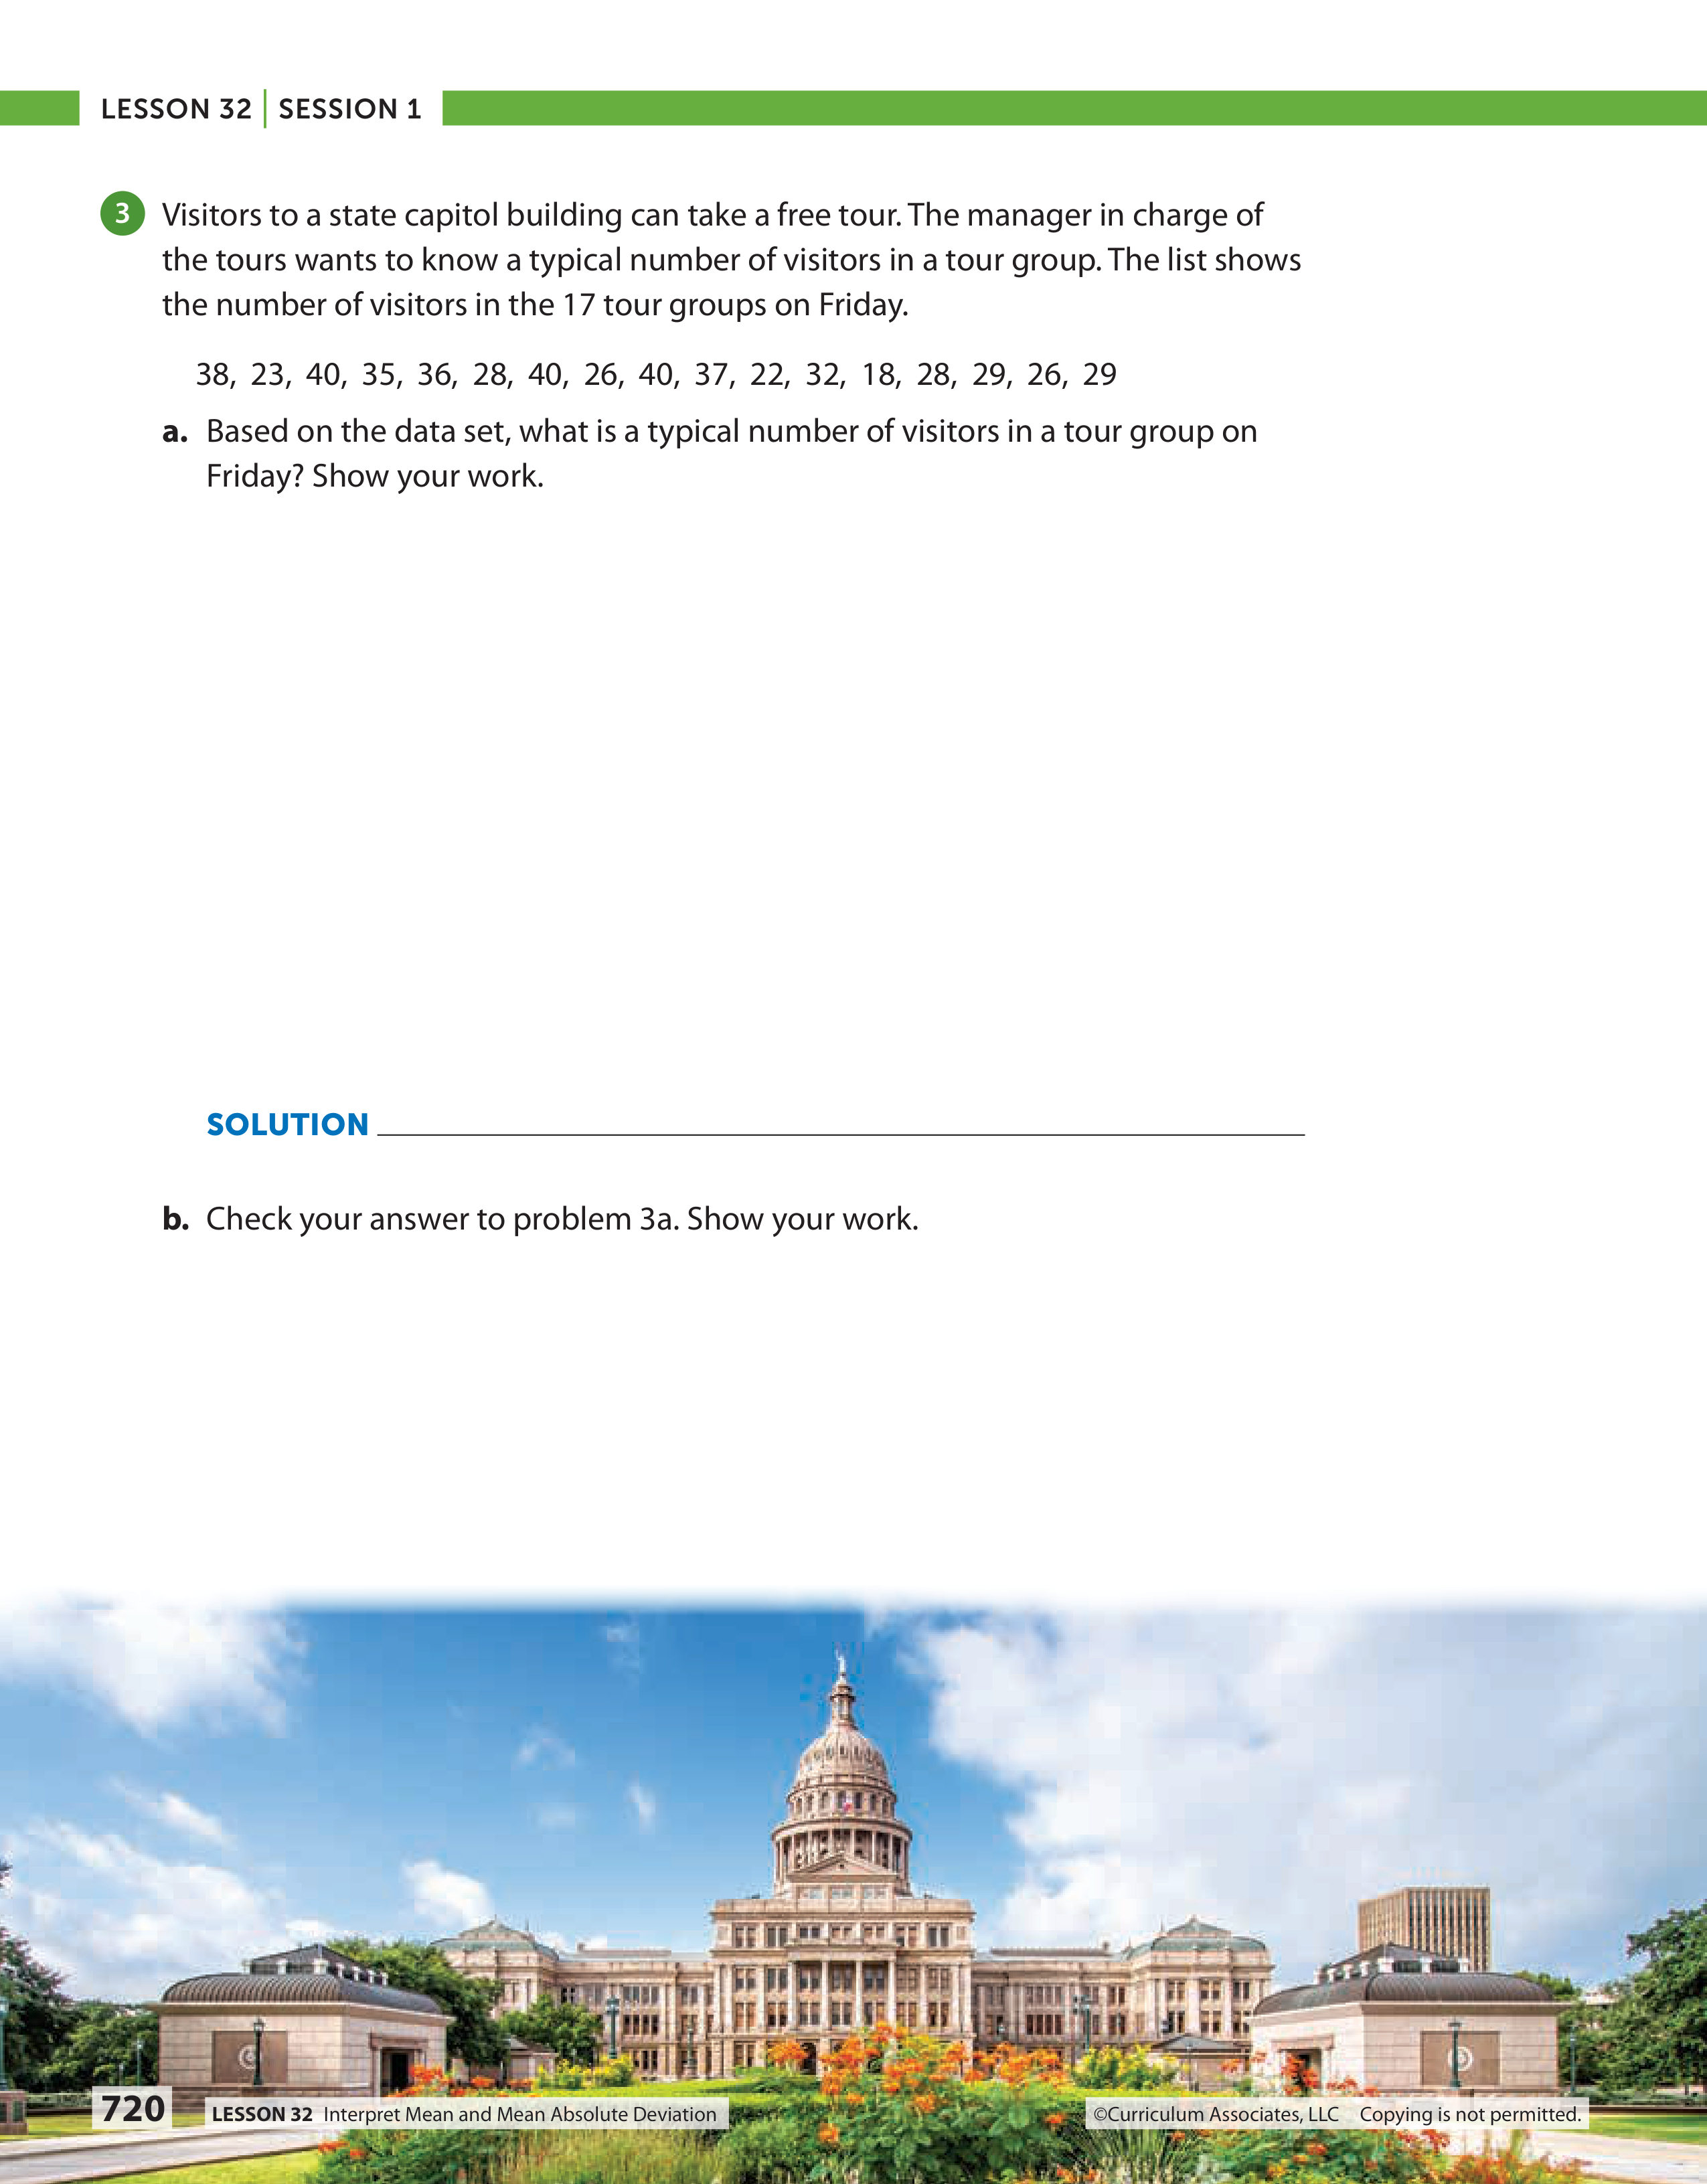 LESSON 32 | SESSION 1
3 Visitors to a state capitol building can take a free tour. The manager in charge of
the tours wants to know a typical number of visitors in a tour group. The list shows
the number of visitors in the 17 tour groups on Friday.
38, 23, 40, 35, 36, 28, 40, 26, 40, 37, 22, 32, 18, 28, 29, 26, 29
a. Based on the data set, what is a typical number of visitors in a tour group on
Friday? Show your work.
SOLUTION
b. Check your answer to problem 3a. Show your work.
720 LESSON 32 Interpret Mean and Mean Absolute Deviation ©Curriculum Associates, LLC Copying is not permitted.